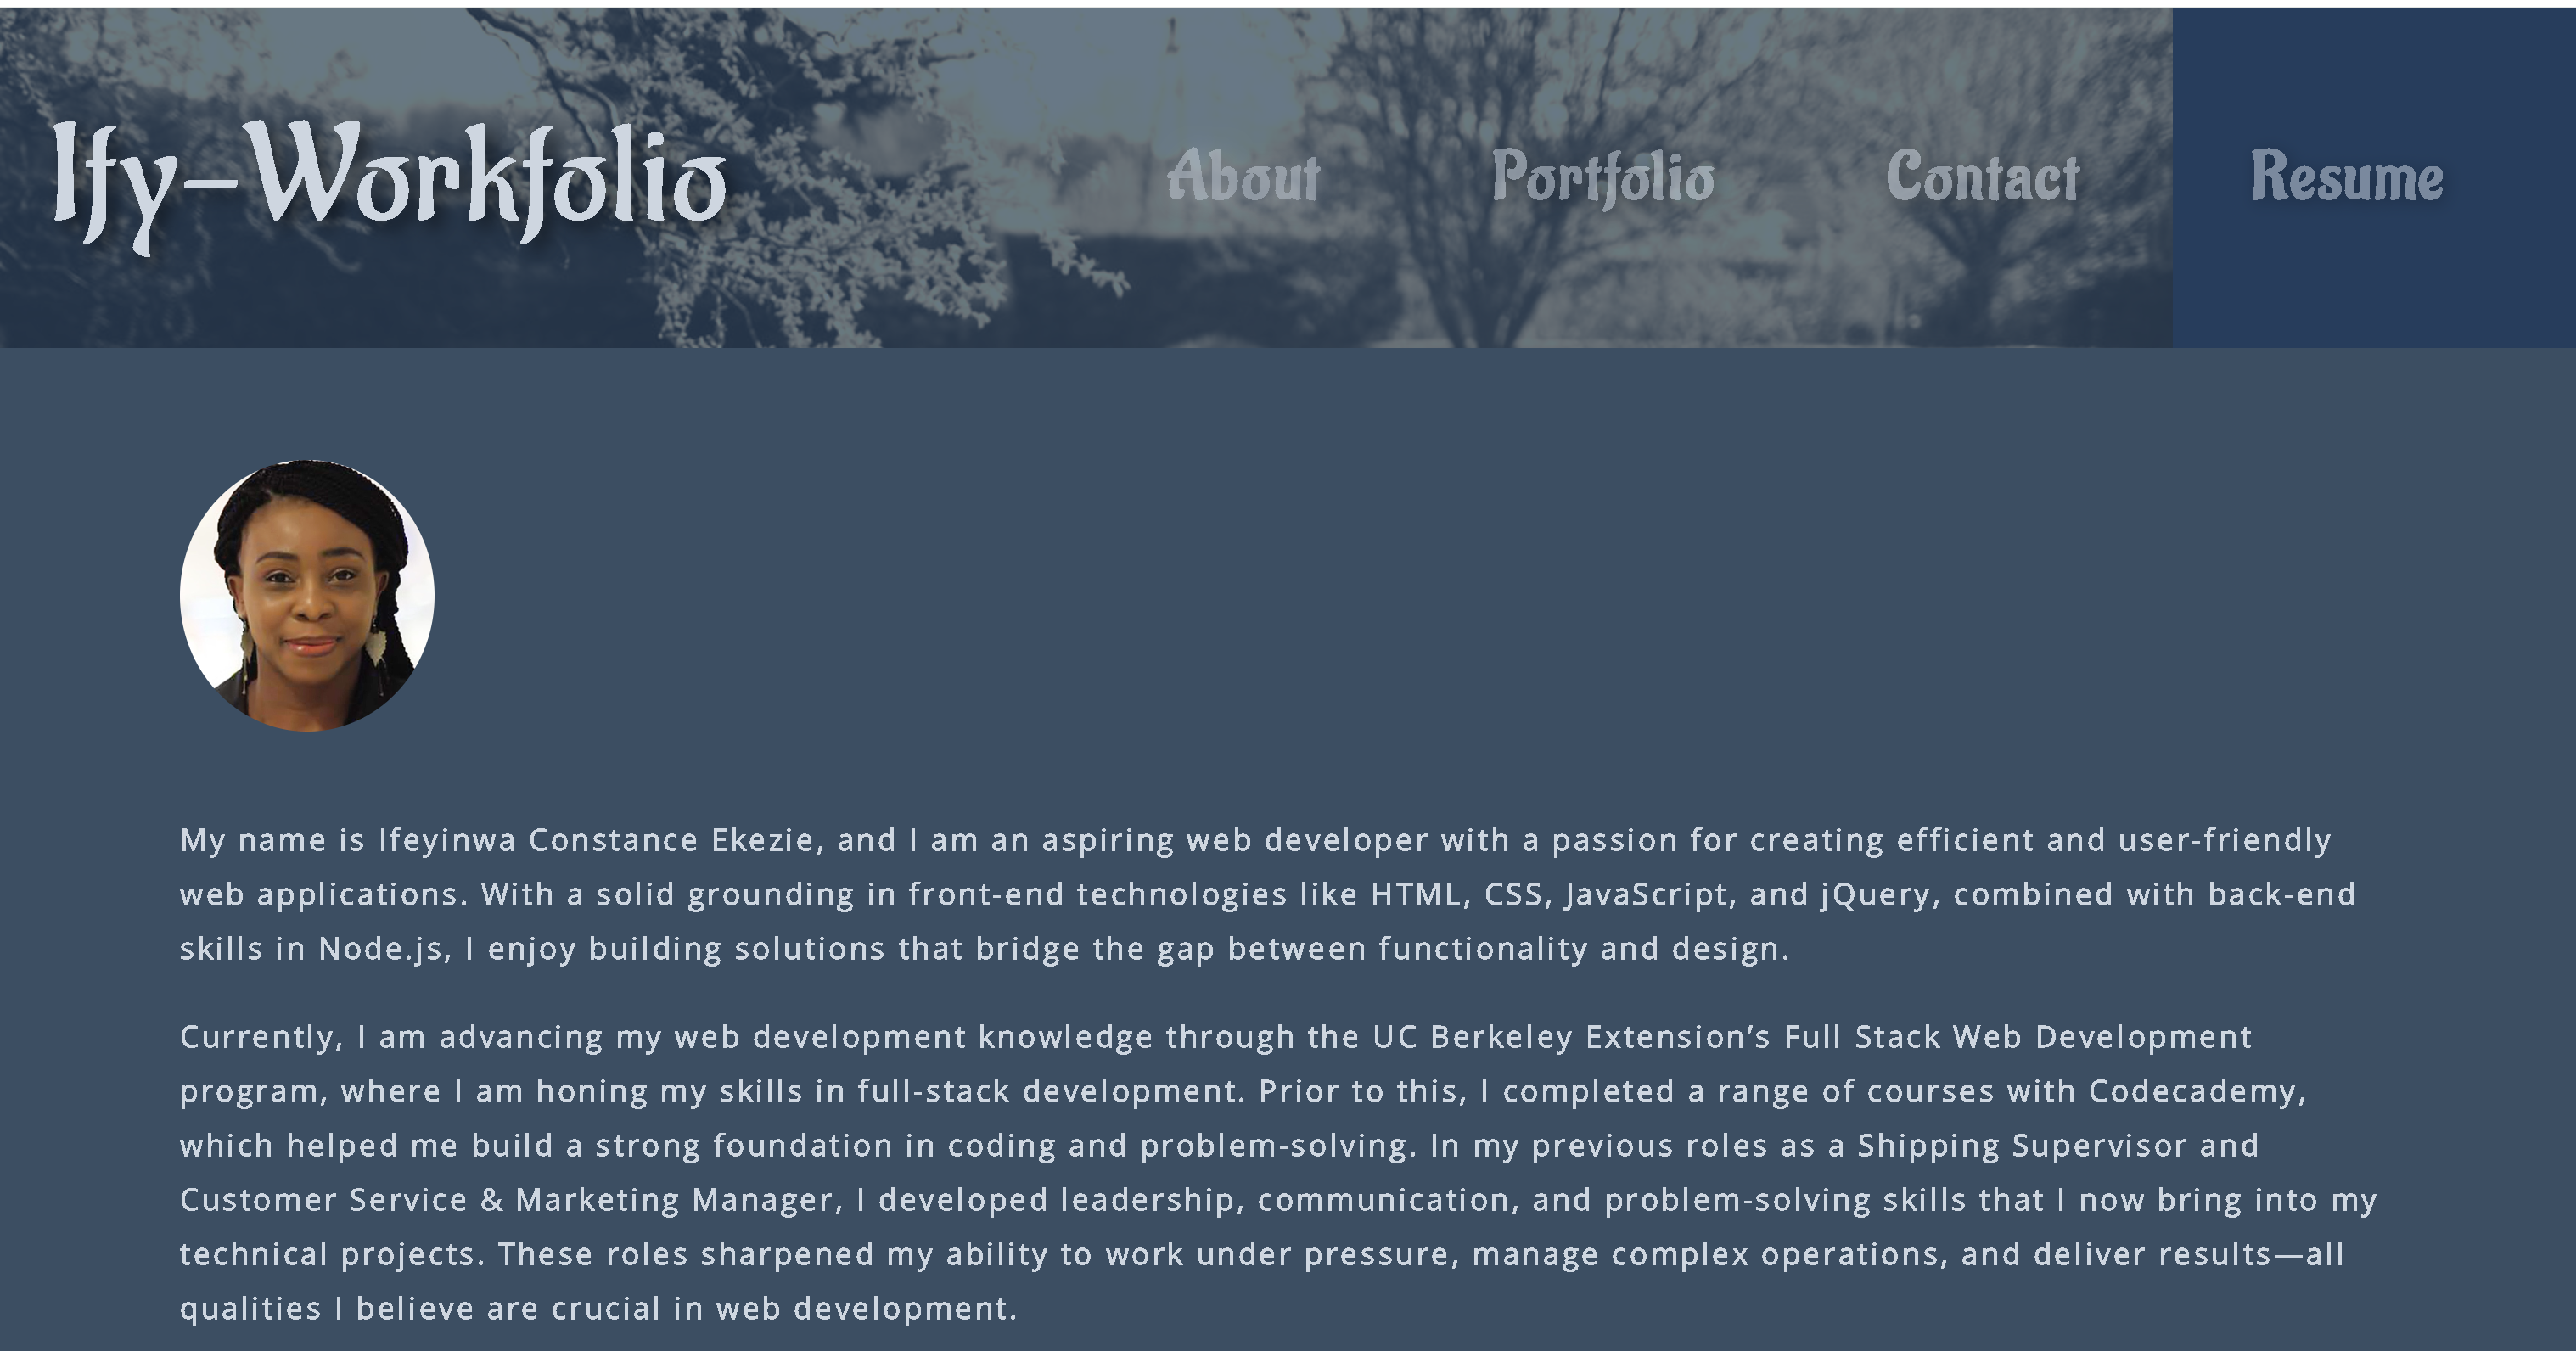 Ify-Workfolio
About Portfolio Contact Resume
My name is Ifeyinwa Constance Ekezie, and I am an aspiring web developer with a passion for creating efficient and user-friendly
web applications. With a solid grounding in front-end technologies like HTML, CSS, JavaScript, and jQuery, combined with back-end
skills in Node.js, I enjoy building solutions that bridge the gap between functionality and design.
Currently, I am advancing my web development knowledge through the UC Berkeley Extension’s Full Stack Web Development
program, where I am honing my skills in full-stack development. Prior to this, I completed a range of courses with Codecademy,
which helped me build a strong foundation in coding and problem-solving. In my previous roles as a Shipping Supervisor and
Customer Service & Marketing Manager, I developed leadership, communication, and problem-solving skills that I now bring into my
technical projects. These roles sharpened my ability to work under pressure, manage complex operations, and deliver results—all
qualities I believe are crucial in web development.